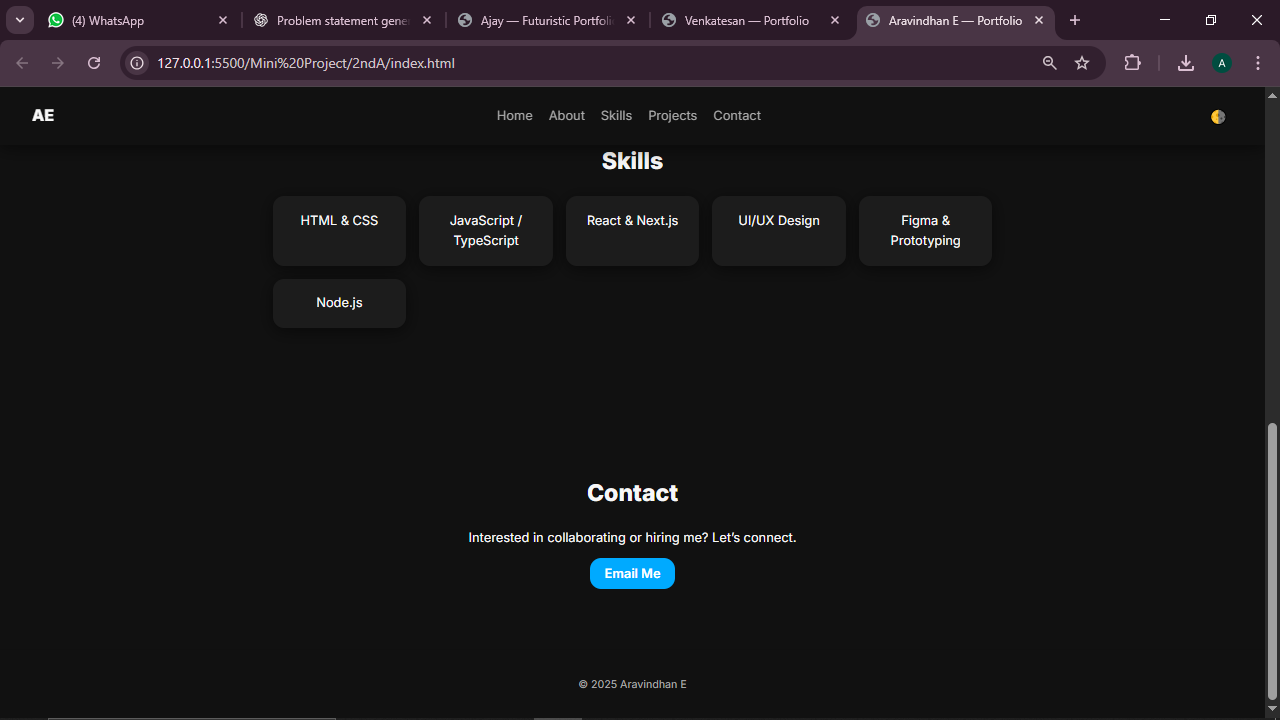 (4) WhatsApp
Problem statement gene
Ajay — Futuristic Portfoli
Venkatesan — Portfolio
Aravindhan E — Portfolio
127.0.0.1:5500/Mini%20Project/2ndA/index.html
A
AE
Home About Skills Projects Contact
Skills
HTML & CSS
JavaScript /
TypeScript
React & Next.js
UI/UX Design
Figma &
Prototyping
Node.js
Contact
Interested in collaborating or hiring me? Let’s connect.
Email Me
© 2025 Aravindhan E